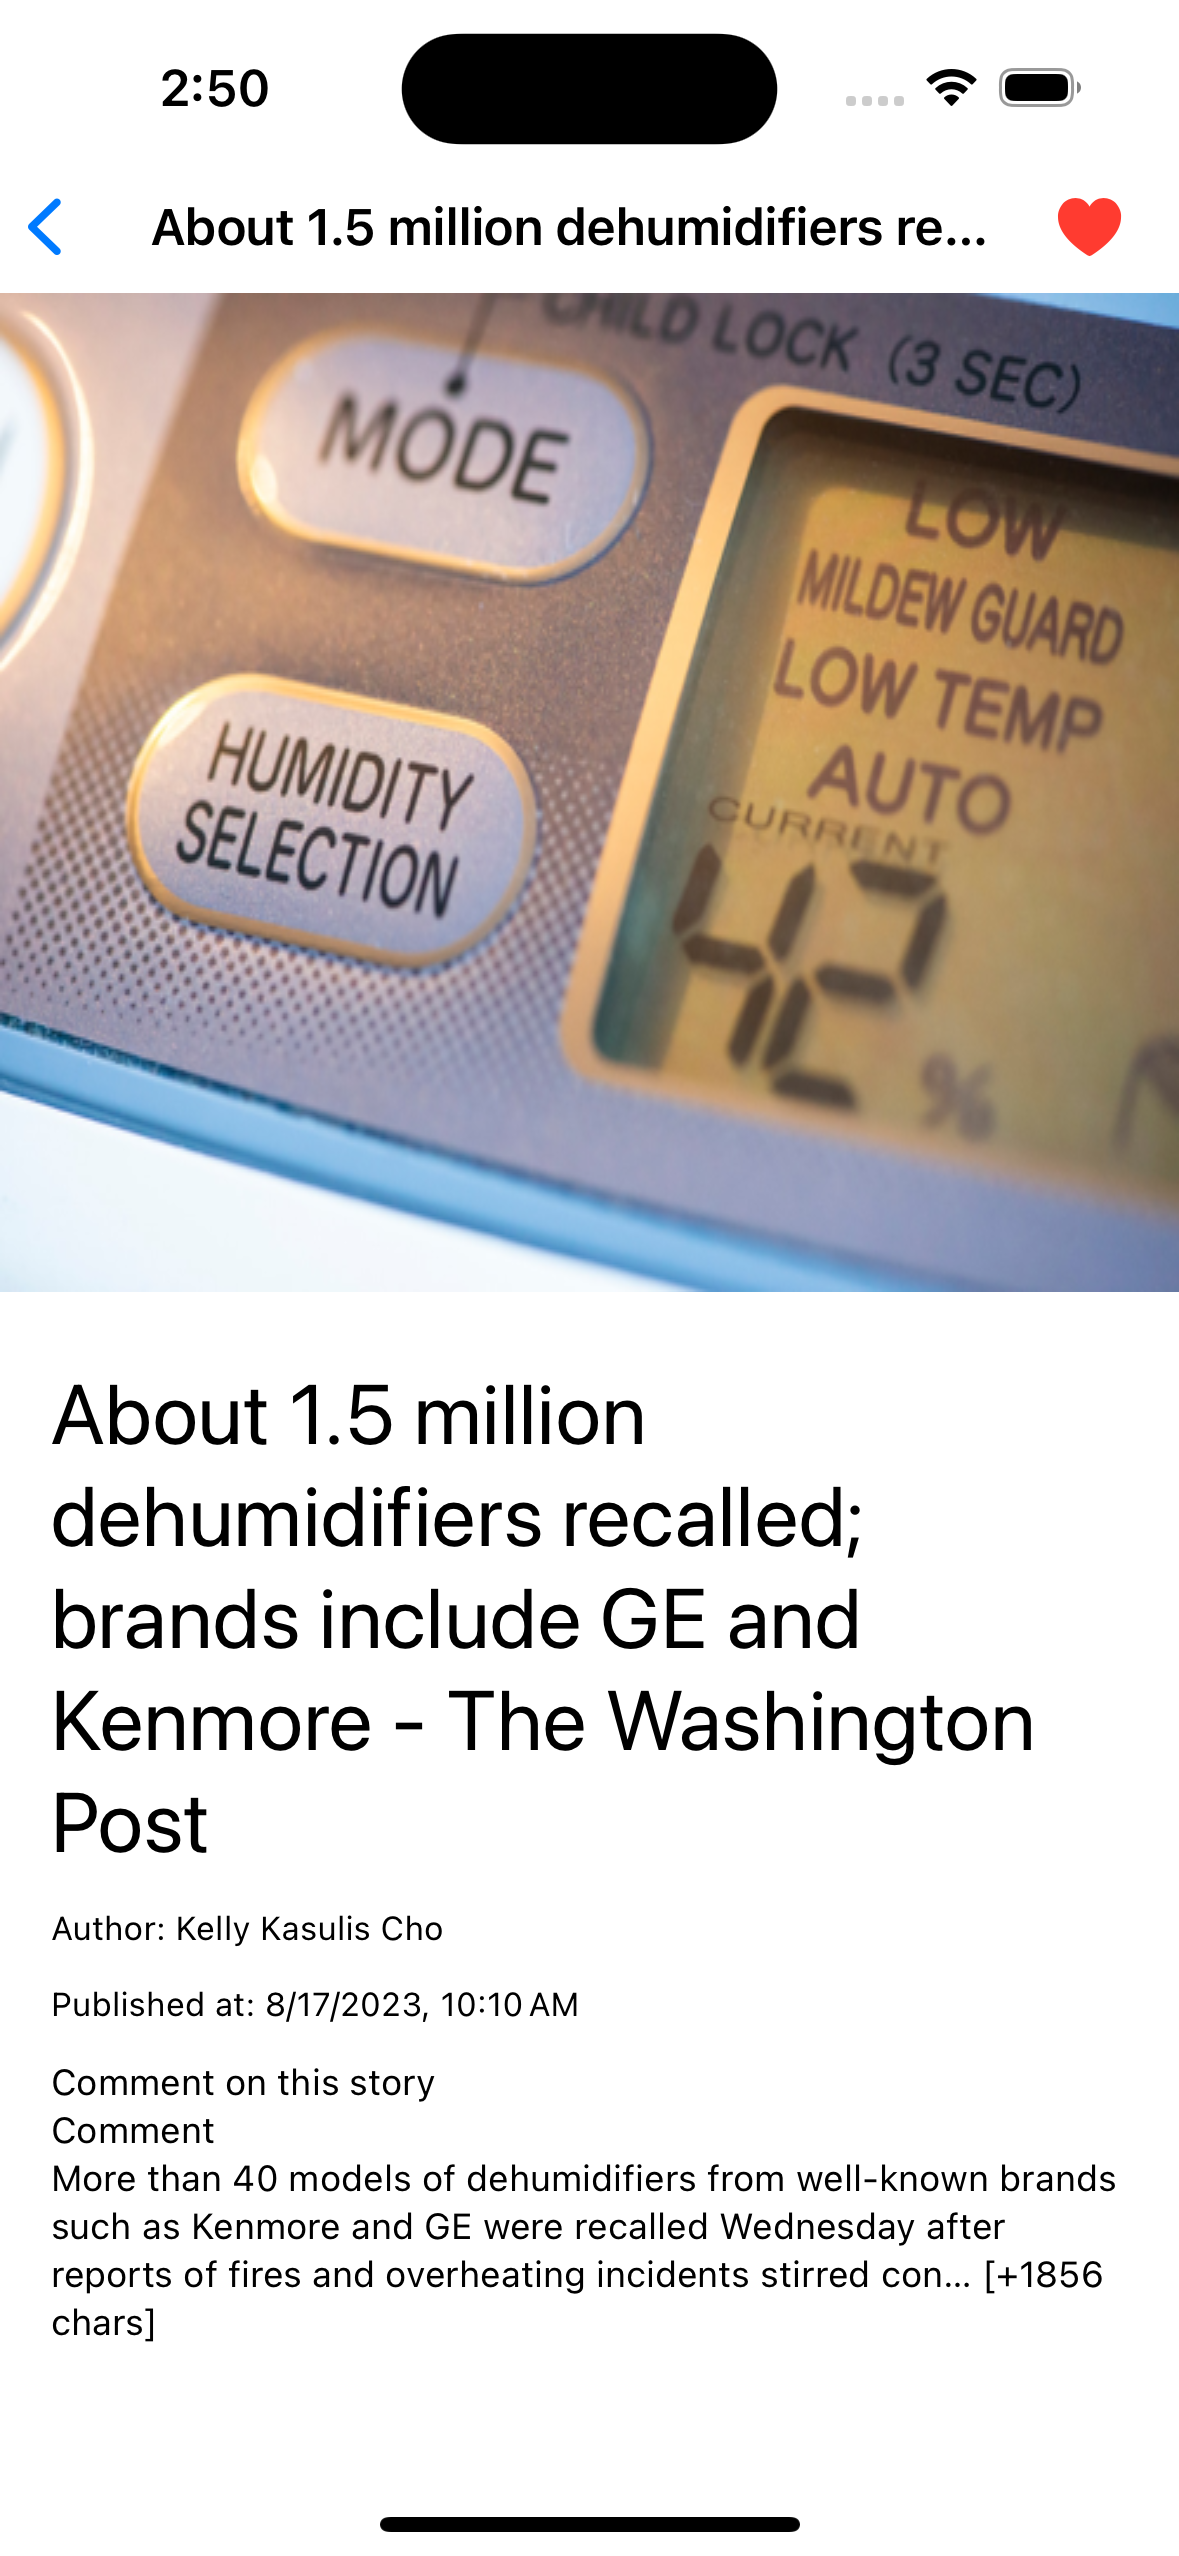 2:50
About 1.5 million dehumidifiers re...
CHILD LOCK (3 SEC)
MODE
LOW
MILDEW GUARD
LOW TEMP
AUTO
HUMIDITY
SELECTION
CURRENT
42
%
About 1.5 million
dehumidifiers recalled;
brands include GE and
Kenmore - The Washington
Post
Author: Kelly Kasulis Cho
Published at: 8/17/2023, 10:10 AM
Comment on this story
Comment
More than 40 models of dehumidifiers from well-known brands
such as Kenmore and GE were recalled Wednesday after
reports of fires and overheating incidents stirred con… [+1856
chars]